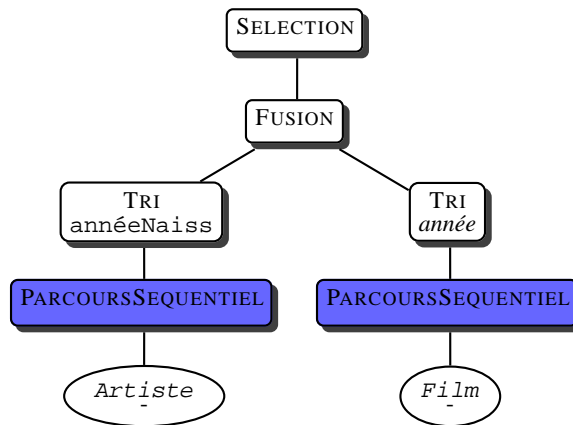 SELECTION
FUSION
TRI
annéeNaiss
TRI
année
PARCOURSSEQUENTIEL
PARCOURSSEQUENTIEL
Artiste
-
Film
-